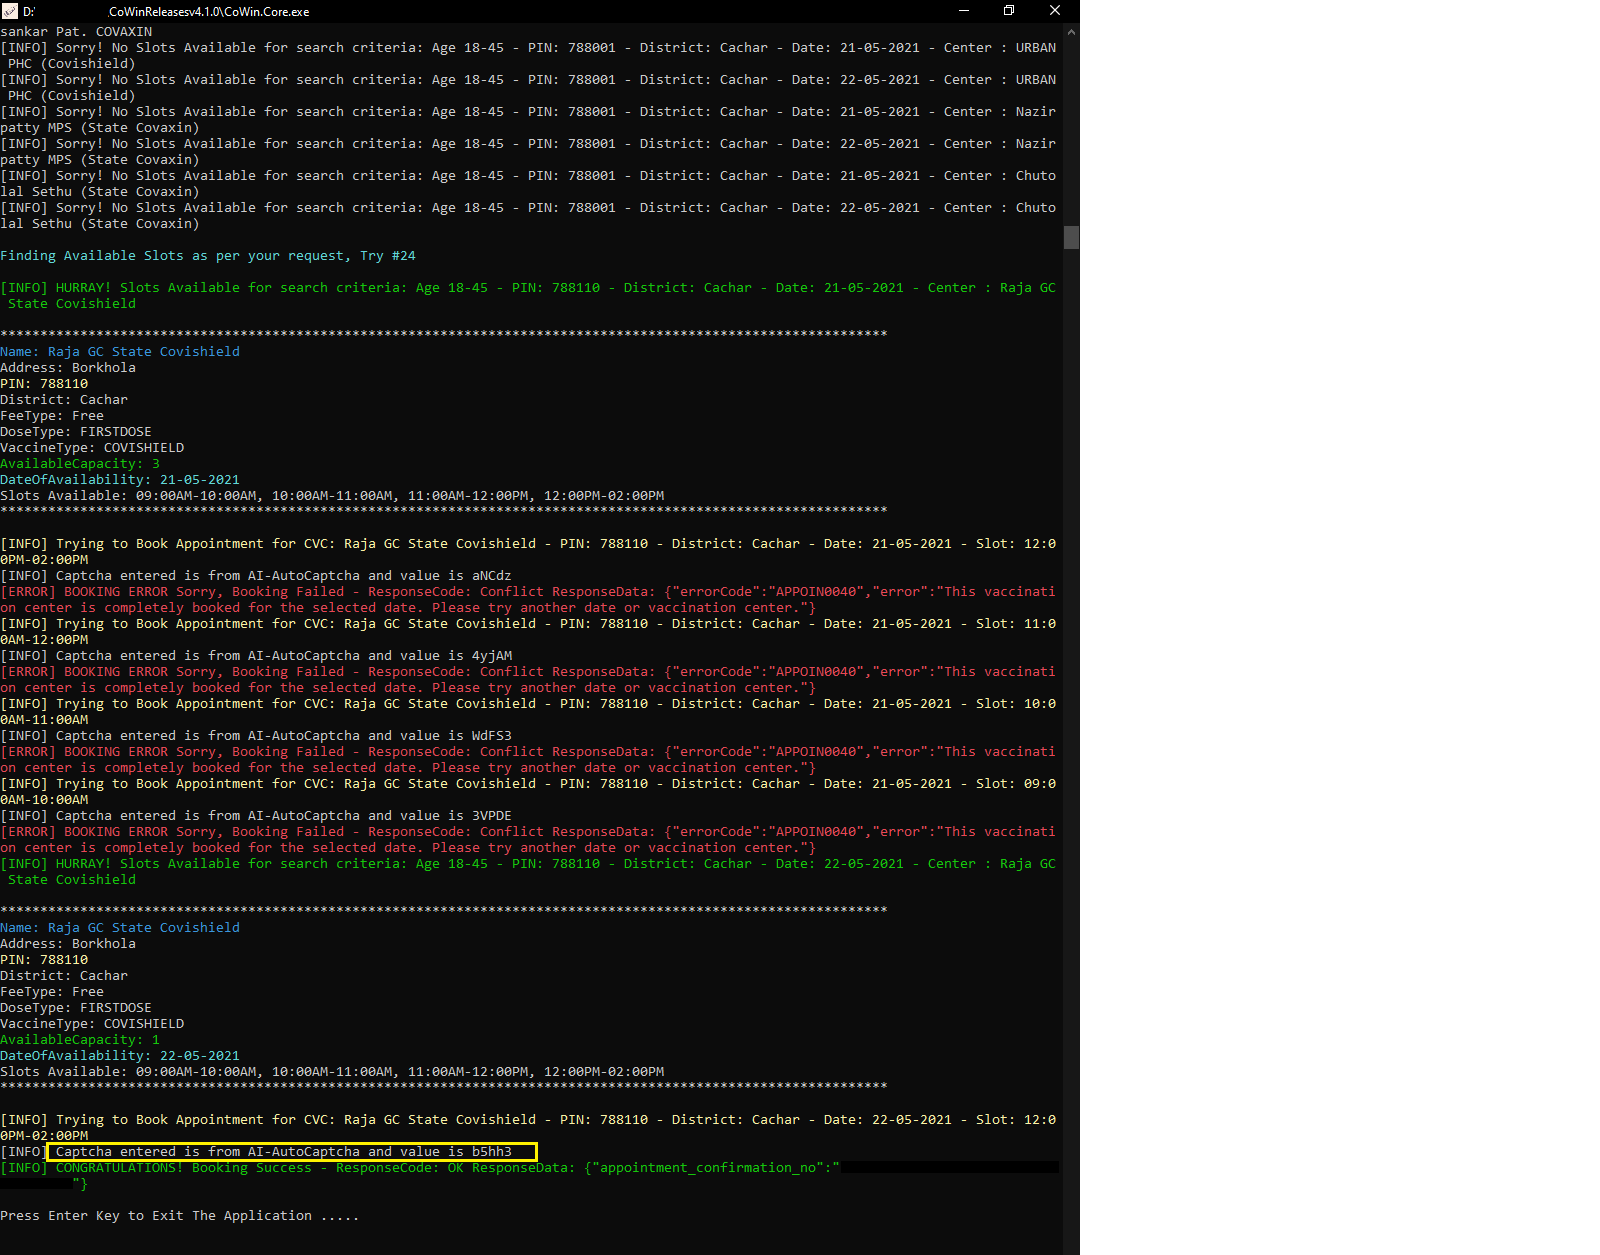 D:\ CoWinReleasesv4.1.0\CoWin.Core.exe
sankar Pat. COVAXIN
[INFO] Sorry! No Slots Available for search criteria: Age 18-45 - PIN: 788001 - District: Cachar - Date: 21-05-2021 - Center : URBAN
PHC (Covishield)
[INFO] Sorry! No Slots Available for search criteria: Age 18-45 - PIN: 788001 - District: Cachar - Date: 22-05-2021 - Center : URBAN
PHC (Covishield)
[INFO] Sorry! No Slots Available for search criteria: Age 18-45 - PIN: 788001 - District: Cachar - Date: 21-05-2021 - Center : Nazir
patty MPS (State Covaxin)
[INFO] Sorry! No Slots Available for search criteria: Age 18-45 - PIN: 788001 - District: Cachar - Date: 22-05-2021 - Center : Nazir
patty MPS (State Covaxin)
[INFO] Sorry! No Slots Available for search criteria: Age 18-45 - PIN: 788001 - District: Cachar - Date: 21-05-2021 - Center : Chuto
lal Sethu (State Covaxin)
[INFO] Sorry! No Slots Available for search criteria: Age 18-45 - PIN: 788001 - District: Cachar - Date: 22-05-2021 - Center : Chuto
lal Sethu (State Covaxin)
Finding Available Slots as per your request, Try #24
[INFO] HURRAY! Slots Available for search criteria: Age 18-45 - PIN: 788110 - District: Cachar - Date: 21-05-2021 - Center : Raja GC
State Covishield
***************************************************************************************************************
Name: Raja GC State Covishield
Address: Borkhola
PIN: 788110
District: Cachar
FeeType: Free
DoseType: FIRSTDOSE
VaccineType: COVISHIELD
AvailableCapacity: 3
DateOfAvailability: 21-05-2021
Slots Available: 09:00AM-10:00AM, 10:00AM-11:00AM, 11:00AM-12:00PM, 12:00PM-02:00PM
***************************************************************************************************************
[INFO] Trying to Book Appointment for CVC: Raja GC State Covishield - PIN: 788110 - District: Cachar - Date: 21-05-2021 - Slot: 12:0
0PM-02:00PM
[INFO] Captcha entered is from AI-AutoCaptcha and value is aNCdz
[ERROR] BOOKING ERROR Sorry, Booking Failed - ResponseCode: Conflict ResponseData: {"errorCode":"APPOIN0040","error":"This vaccinati
on center is completely booked for the selected date. Please try another date or vaccination center."}
[INFO] Trying to Book Appointment for CVC: Raja GC State Covishield - PIN: 788110 - District: Cachar - Date: 21-05-2021 - Slot: 11:0
0AM-12:00PM
[INFO] Captcha entered is from AI-AutoCaptcha and value is 4yjAM
[ERROR] BOOKING ERROR Sorry, Booking Failed - ResponseCode: Conflict ResponseData: {"errorCode":"APPOIN0040","error":"This vaccinati
on center is completely booked for the selected date. Please try another date or vaccination center."}
[INFO] Trying to Book Appointment for CVC: Raja GC State Covishield - PIN: 788110 - District: Cachar - Date: 21-05-2021 - Slot: 10:0
0AM-11:00AM
[INFO] Captcha entered is from AI-AutoCaptcha and value is WdFS3
[ERROR] BOOKING ERROR Sorry, Booking Failed - ResponseCode: Conflict ResponseData: {"errorCode":"APPOIN0040","error":"This vaccinati
on center is completely booked for the selected date. Please try another date or vaccination center."}
[INFO] Trying to Book Appointment for CVC: Raja GC State Covishield - PIN: 788110 - District: Cachar - Date: 21-05-2021 - Slot: 09:0
0AM-10:00AM
[INFO] Captcha entered is from AI-AutoCaptcha and value is 3VPDE
[ERROR] BOOKING ERROR Sorry, Booking Failed - ResponseCode: Conflict ResponseData: {"errorCode":"APPOIN0040","error":"This vaccinati
on center is completely booked for the selected date. Please try another date or vaccination center."}
[INFO] HURRAY! Slots Available for search criteria: Age 18-45 - PIN: 788110 - District: Cachar - Date: 22-05-2021 - Center : Raja GC
State Covishield
***************************************************************************************************************
Name: Raja GC State Covishield
Address: Borkhola
PIN: 788110
District: Cachar
FeeType: Free
DoseType: FIRSTDOSE
VaccineType: COVISHIELD
AvailableCapacity: 1
DateOfAvailability: 22-05-2021
Slots Available: 09:00AM-10:00AM, 10:00AM-11:00AM, 11:00AM-12:00PM, 12:00PM-02:00PM
***************************************************************************************************************
[INFO] Trying to Book Appointment for CVC: Raja GC State Covishield - PIN: 788110 - District: Cachar - Date: 22-05-2021 - Slot: 12:0
0PM-02:00PM
[INFO] Captcha entered is from AI-AutoCaptcha and value is b5hh3
[INFO] CONGRATULATIONS! Booking Success - ResponseCode: OK ResponseData: {"appointment_confirmation_no":"
"}
Press Enter Key to Exit The Application .....